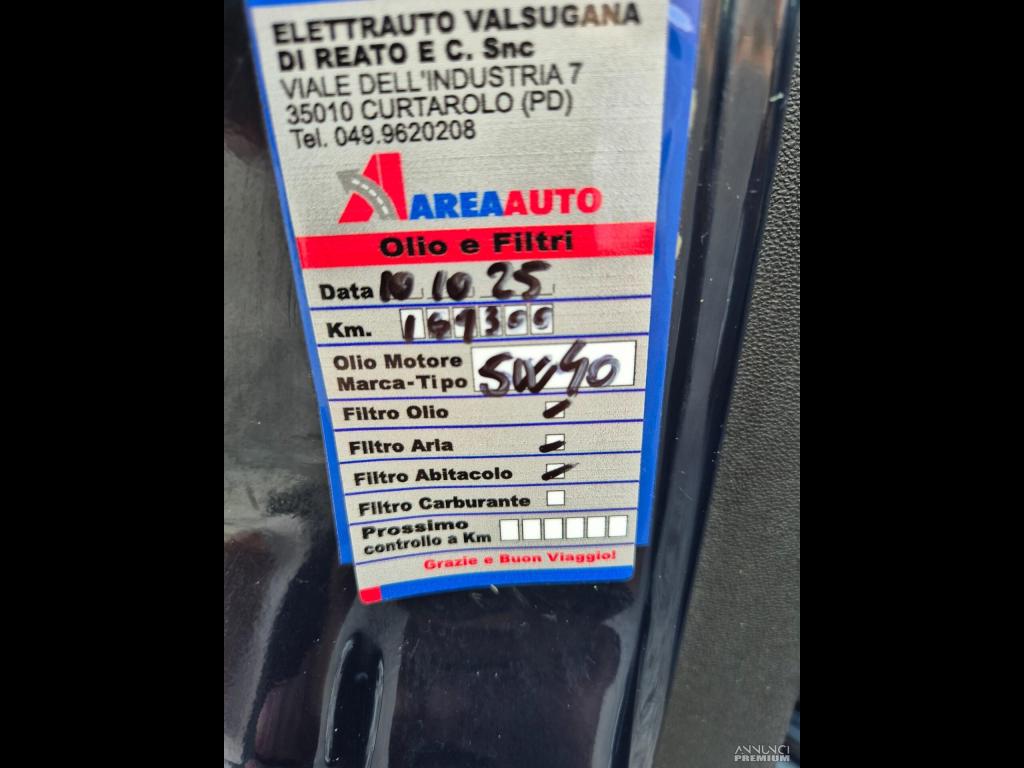 ELETTRAUTO VALSUGANA
DI REATO E C. Snc
VIALE DELL'INDUSTRIA 7
35010 CURTAROLO (PD)
Tel. 049.9620208
AREAAUTO
Olio e Filtri
Data 10 10 25
Km. 169300
Olio Motore
Marca-Tipo 5W40
Filtro Olio
Filtro Aria
Filtro Abitacolo
Filtro Carburante
Prossimo
controllo a Km
Grazie e Buon Viaggio!
ANNUNCI
PREMIUM